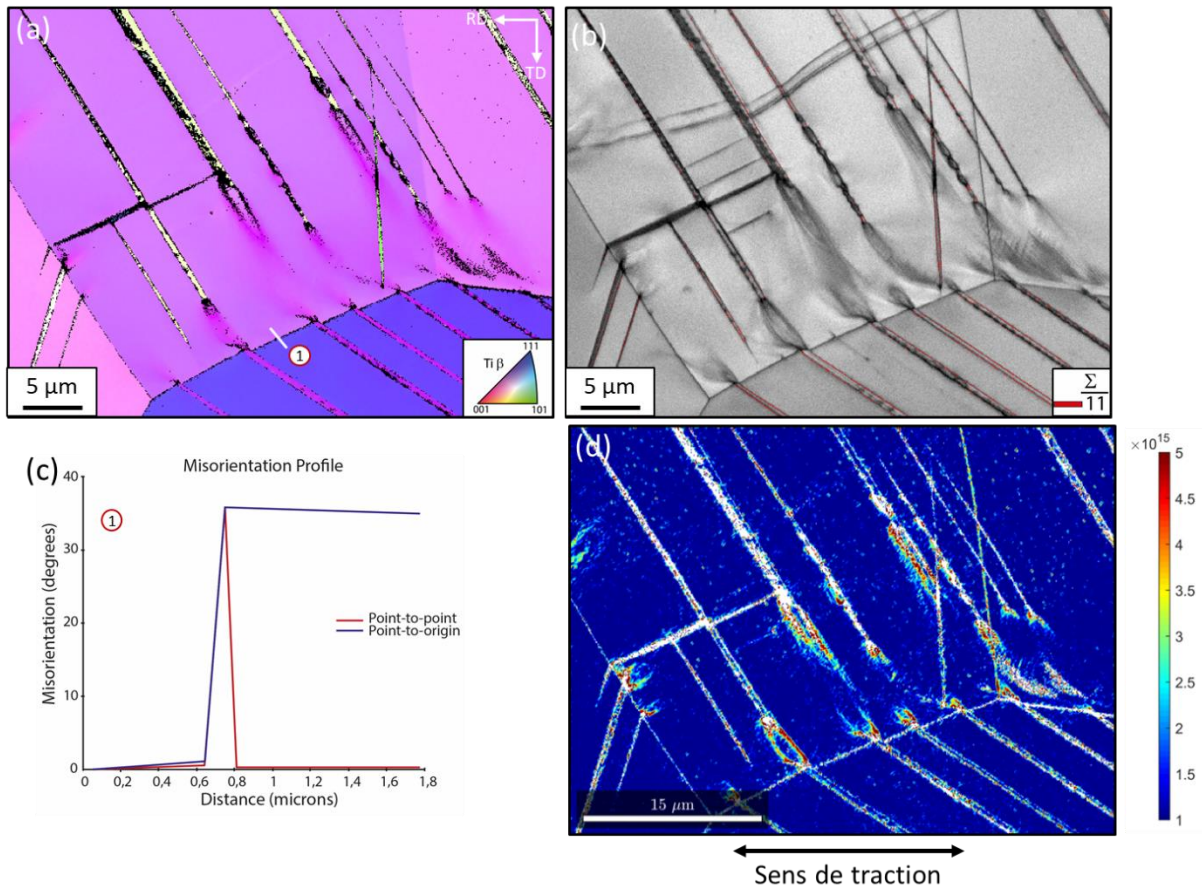 (a)
RD
TD
1
5 µm
Ti β
111
001
101
(b)
5 µm
Σ
11
(c)
Misorientation Profile
1
Misorientation (degrees)
40
30
20
10
0
0
0,2
0,4
0,6
0,8
1
1,2
1,4
1,6
1,8
Distance (microns)
Point-to-point
Point-to-origin
(d)
15 µm
×10¹⁵
5
4.5
4
3.5
3
2.5
2
1.5
1
Sens de traction